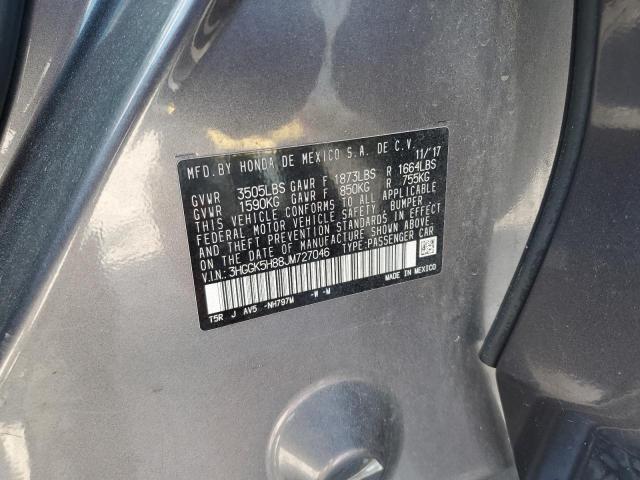 MFD. BY HONDA DE MEXICO S.A. DE C.V. 11/'17
GVWR 3505LBS GAWR F 1873LBS R 1664LBS
GVWR 1590KG GAWR F 850KG R 755KG
THIS VEHICLE CONFORMS TO ALL APPLICABLE
FEDERAL MOTOR VEHICLE SAFETY, BUMPER,
AND THEFT PREVENTION STANDARDS IN EFFECT
ON THE DATE OF MANUFACTURE SHOWN ABOVE.
V.I.N.: 3HGGK5H88JM727046 TYPE:PASSENGER CAR
MADE IN MEXICO
T5R J AV5 -NH797M -W -M